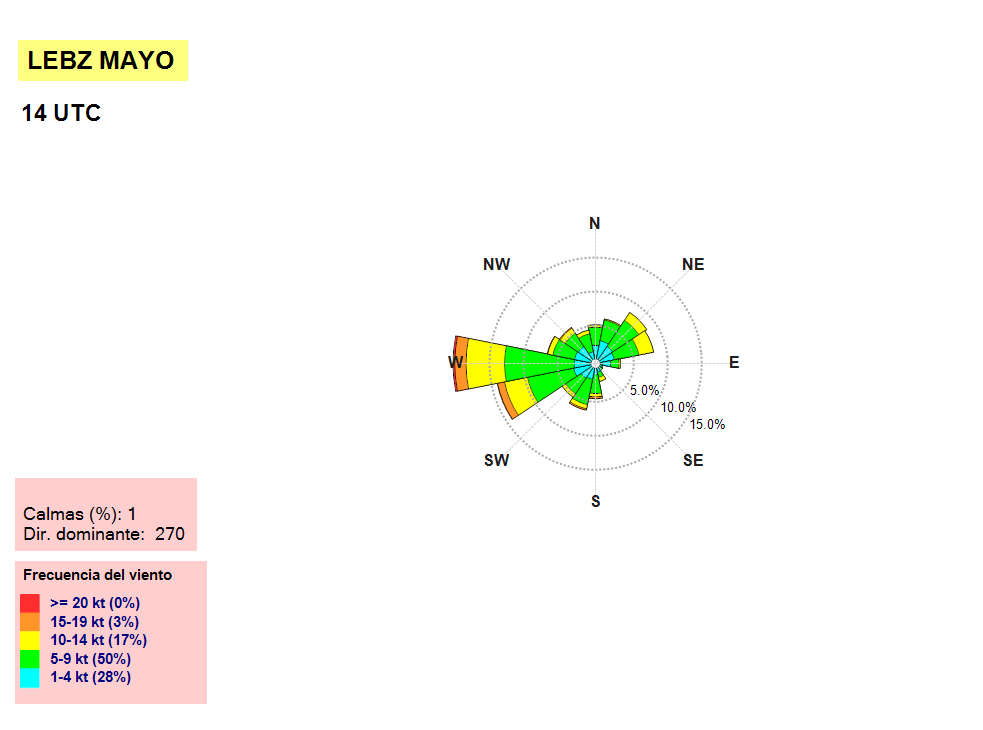 LEBZ MAYO
14 UTC
N
NW
NE
W
E
5.0%
10.0%
15.0%
SW
SE
S
Calmas (%): 1
Dir. dominante:  270
Frecuencia del viento
>= 20 kt (0%)
15-19 kt (3%)
10-14 kt (17%)
5-9 kt (50%)
1-4 kt (28%)